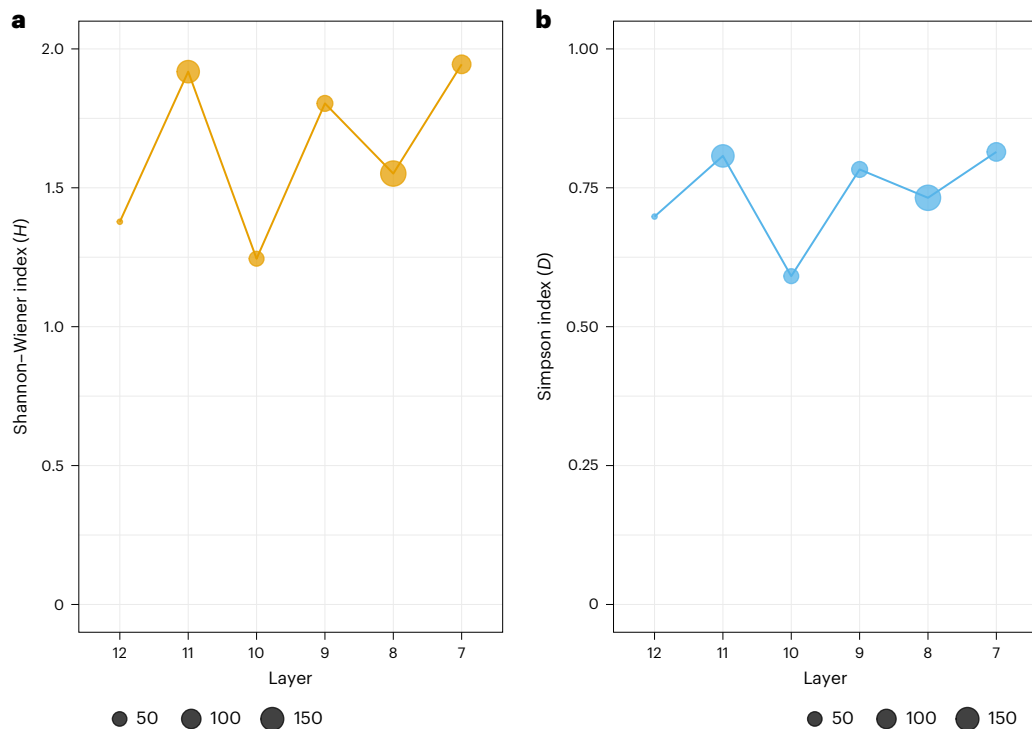 a
Shannon–Wiener index (H)
2.0
1.5
1.0
0.5
0
12 11 10 9 8 7
Layer
50 100 150
b
Simpson index (D)
1.00
0.75
0.50
0.25
0
12 11 10 9 8 7
Layer
50 100 150